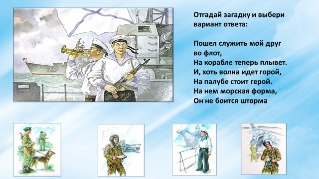 Отгадай загадку и выбери
вариант ответа:
Пошел служить мой друг
во флот,
На корабле теперь плывет.
И, хоть волна идет горой,
На палубе стоит герой.
На нем морская форма,
Он не боится шторма